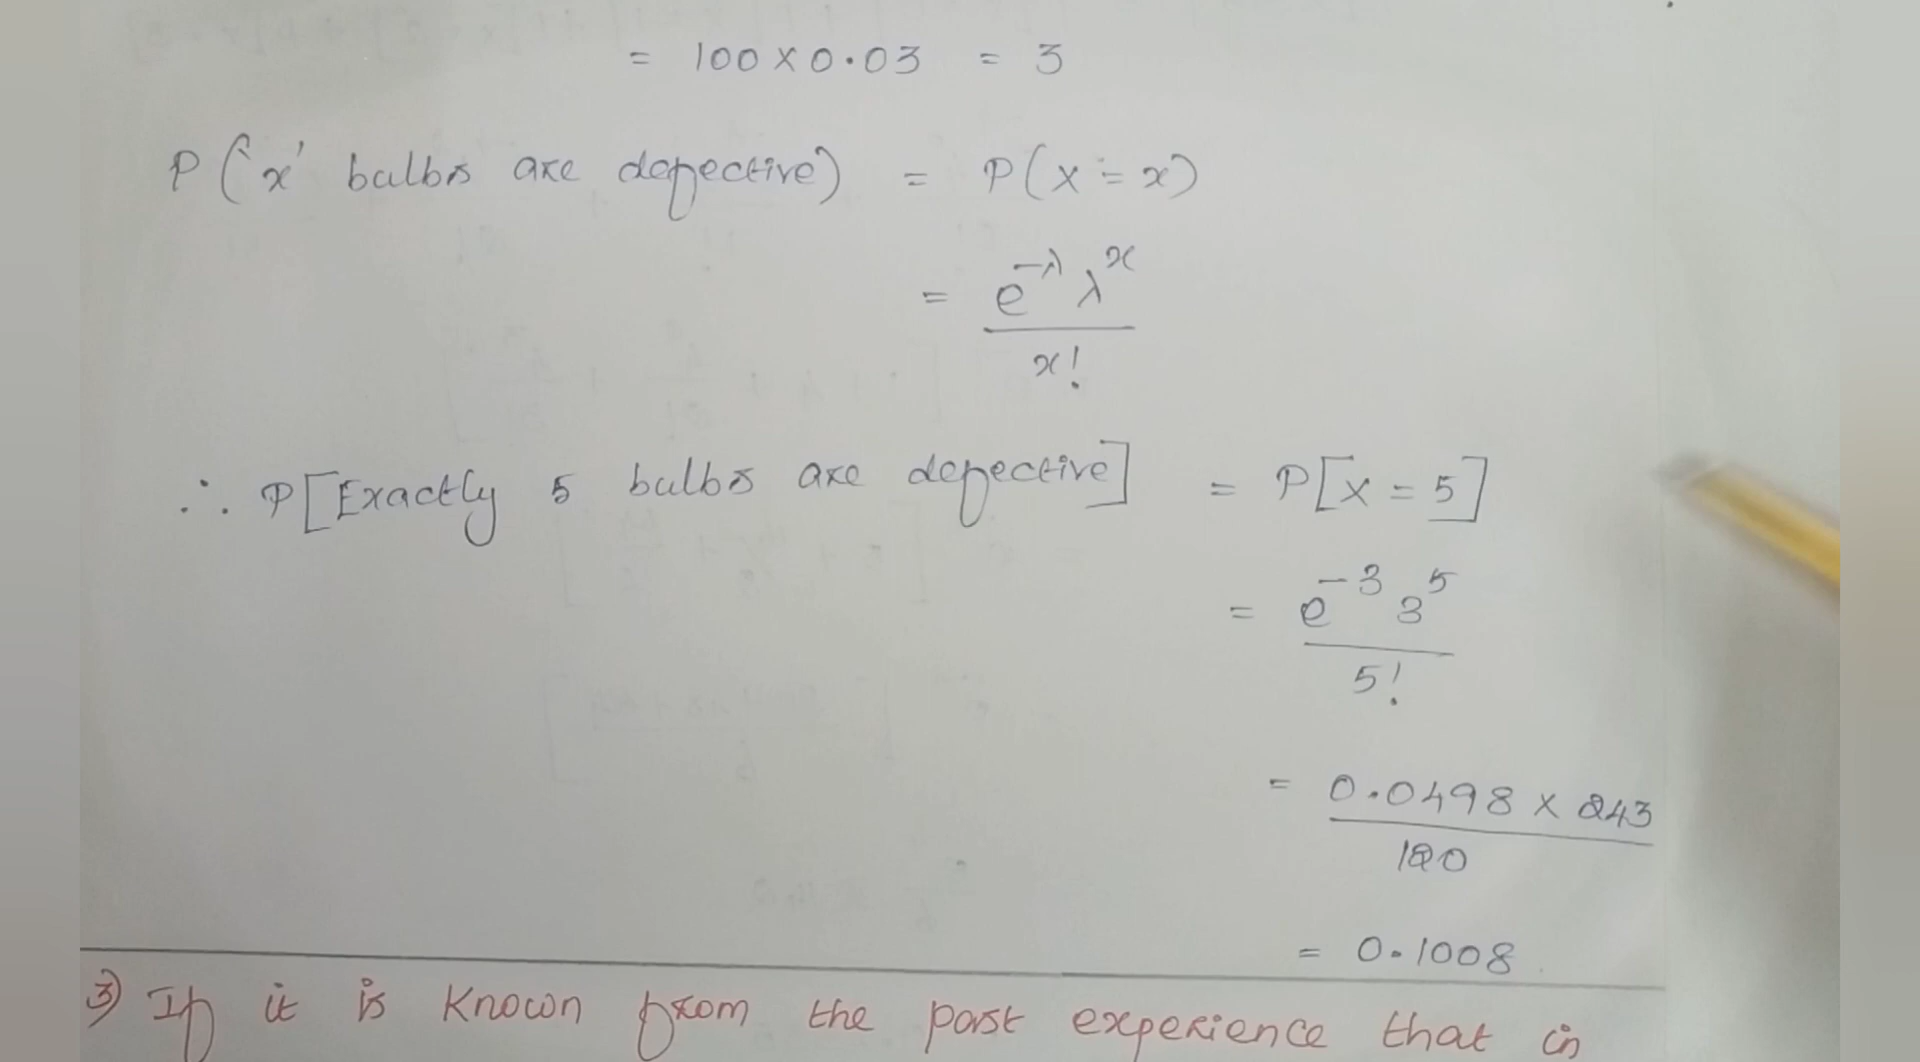 = 100 × 0.03 = 3
P('x' bulbs are defective) = P(X = x)
= e^-λ λ^x
x!
∴ P[Exactly 5 bulbs are defective] = P[X = 5]
= e^-3 3^5
5!
= 0.0498 × 243
120
= 0.1008
3) If it is known from the past experience that in